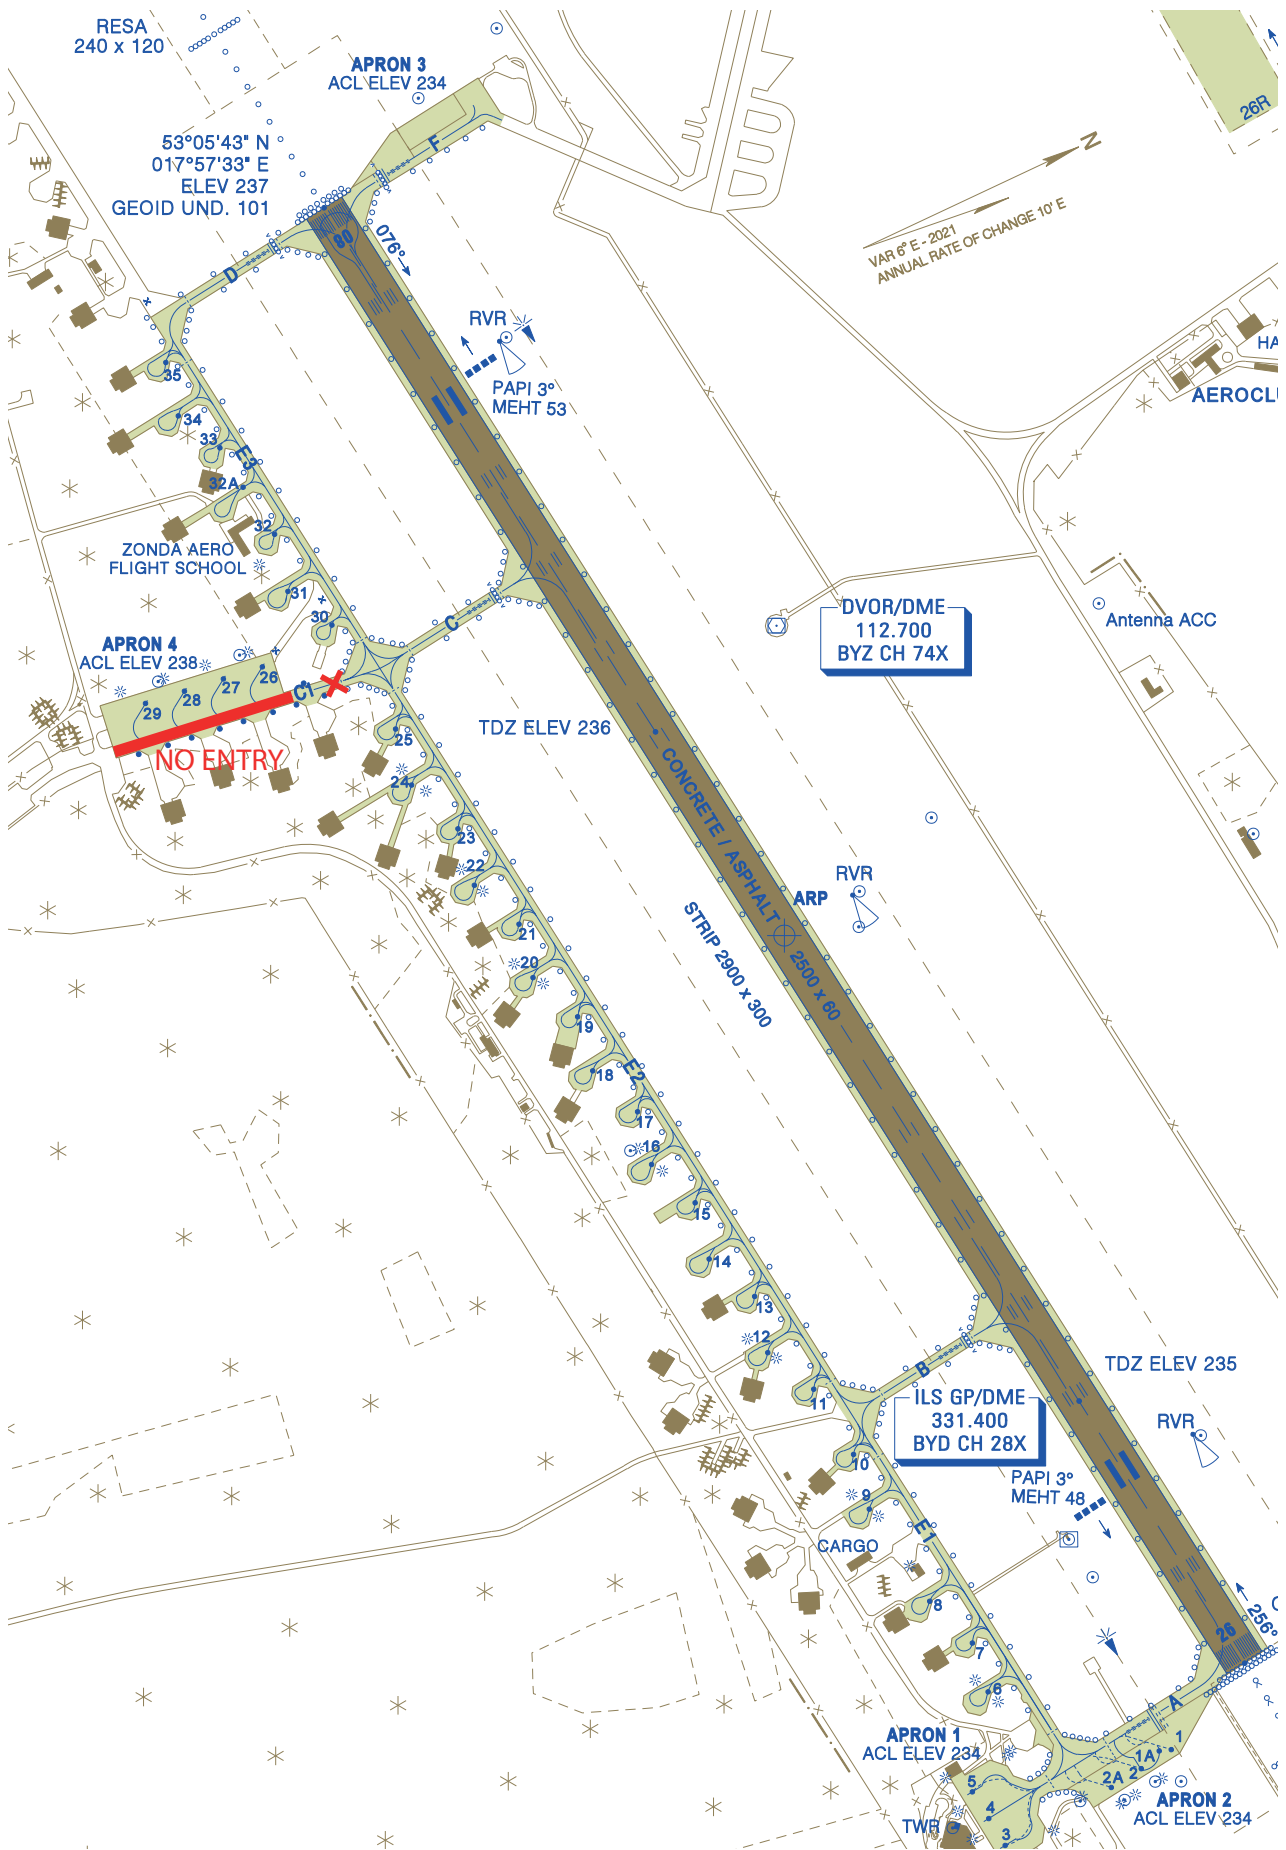 RESA
240 x 120
APRON 3
ACL ELEV 234
26R
F
53°05'43" N
017°57'33" E
ELEV 237
GEOID UND. 101
N
VAR 6° E - 2021
ANNUAL RATE OF CHANGE 10' E
08
076°
D
RVR
HA
PAPI 3°
MEHT 53
AEROCLU
35
34
33
E3
32A
32
ZONDA AERO
FLIGHT SCHOOL
31
30
C
DVOR/DME
112.700
BYZ CH 74X
Antenna ACC
APRON 4
ACL ELEV 238
26
27
28
29
C1
NO ENTRY
TDZ ELEV 236
25
24
CONCRETE / ASPHALT
2500 x 60
23
22
RVR
ARP
STRIP 2900 x 300
21
20
19
18
E2
17
16
15
14
13
12
11
B
TDZ ELEV 235
ILS GP/DME
331.400
BYD CH 28X
RVR
10
9
PAPI 3°
MEHT 48
E1
CARGO
8
7
6
26
256°
A
APRON 1
ACL ELEV 234
1
1A
2
2A
5
4
3
TWR
APRON 2
ACL ELEV 234